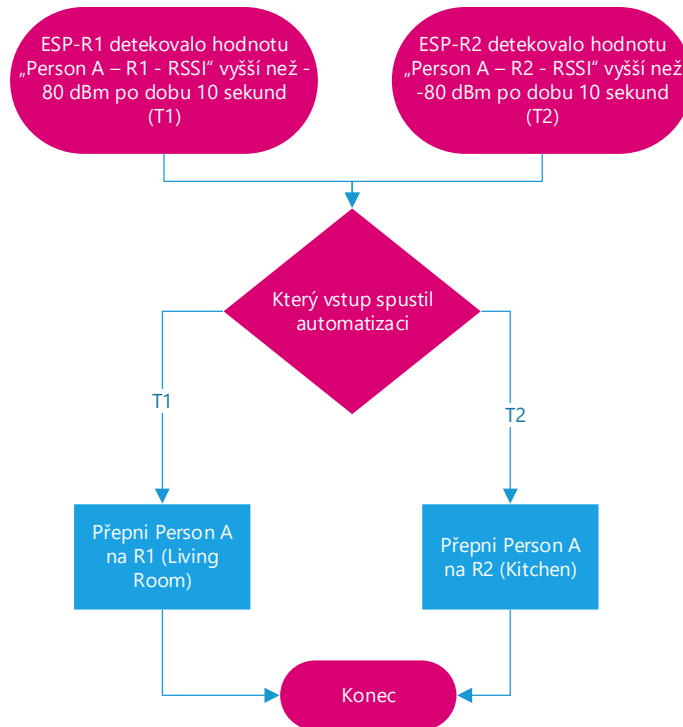 ESP-R1 detekovalo hodnotu
„Person A – R1 - RSSI“ vyšší než -
80 dBm po dobu 10 sekund
(T1)
ESP-R2 detekovalo hodnotu
„Person A – R2 - RSSI“ vyšší než
-80 dBm po dobu 10 sekund
(T2)
Který vstup spustil
automatizaci
T1
T2
Přepni Person A
na R1 (Living
Room)
Přepni Person A
na R2 (Kitchen)
Konec